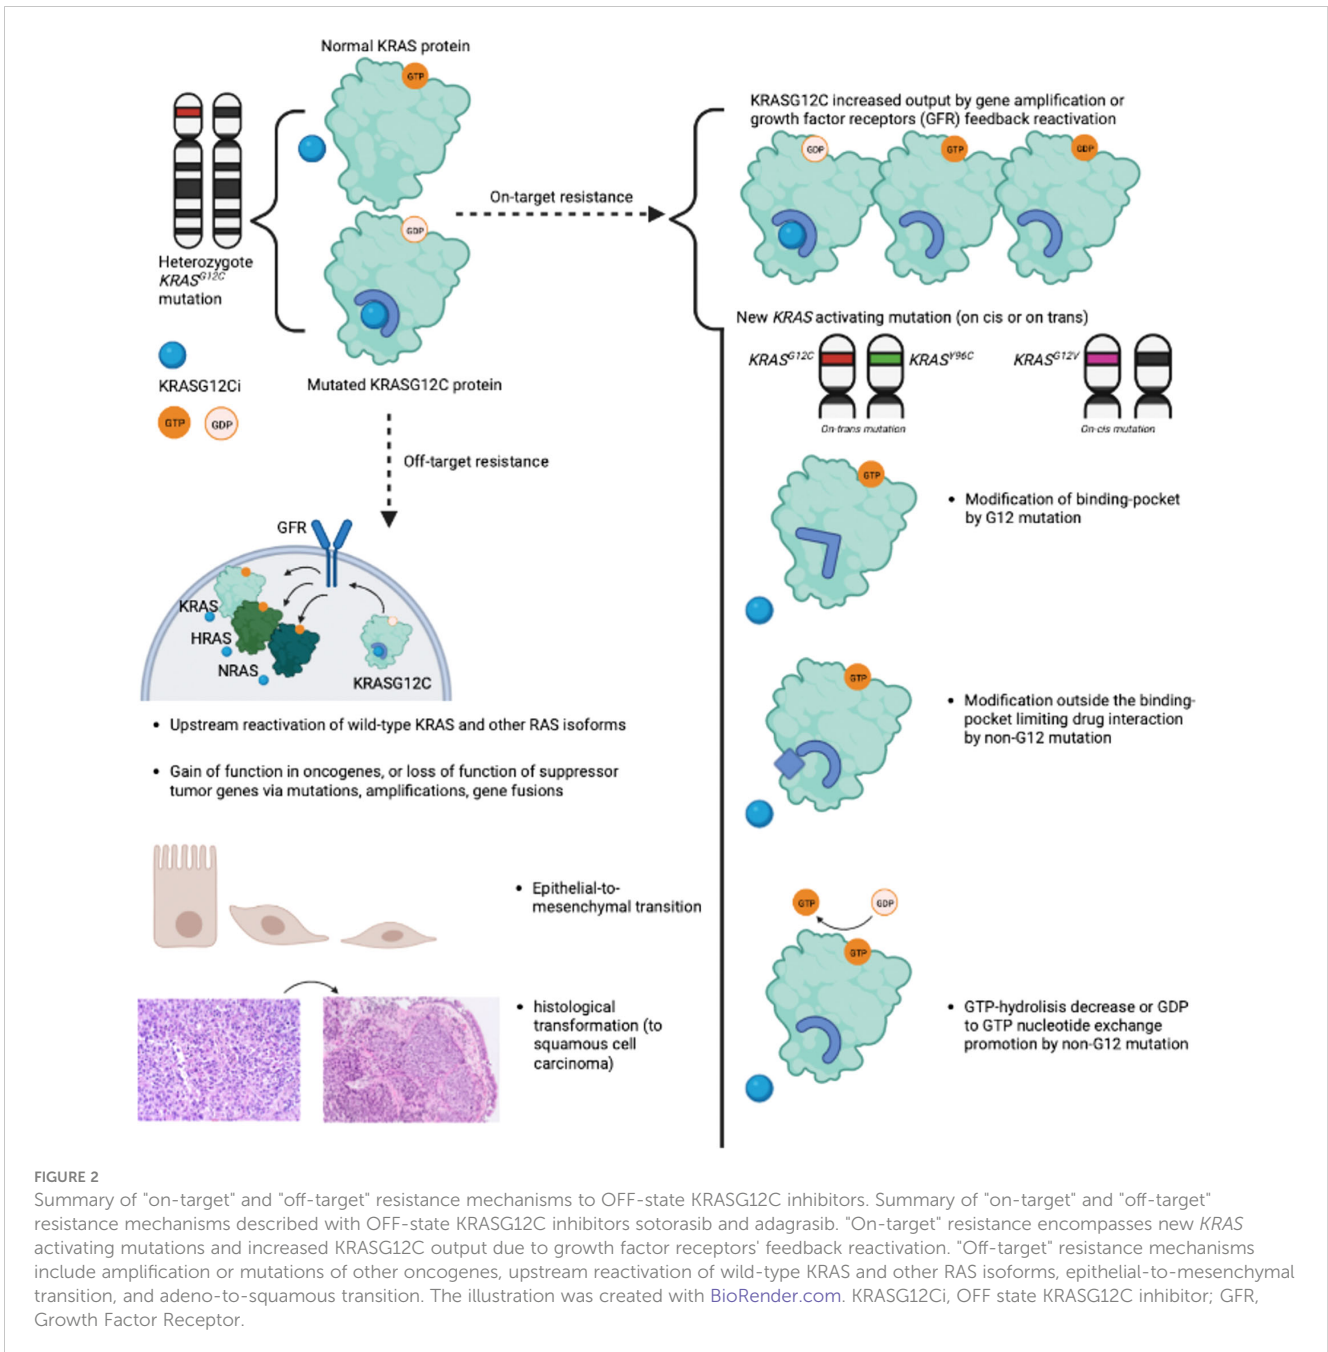 Normal KRAS protein
GTP
Heterozygote
KRASG12C
mutation
GDP
KRASG12Ci
GTP
GDP
Mutated KRASG12C protein
On-target resistance
Off-target resistance
KRASG12C increased output by gene amplification or
growth factor receptors (GFR) feedback reactivation
GDP
GTP
GDP
New KRAS activating mutation (on cis or on trans)
KRASG12C
KRASY96C
KRASG12V
On-trans mutation
On-cis mutation
GTP
• Modification of binding-pocket
by G12 mutation
GTP
• Modification outside the binding-
pocket limiting drug interaction
by non-G12 mutation
GTP
GDP
GTP
• GTP-hydrolisis decrease or GDP
to GTP nucleotide exchange
promotion by non-G12 mutation
GFR
KRAS
HRAS
NRAS
KRASG12C
• Upstream reactivation of wild-type KRAS and other RAS isoforms
• Gain of function in oncogenes, or loss of function of suppressor
tumor genes via mutations, amplifications, gene fusions
• Epithelial-to-
mesenchymal transition
• histological
transformation (to
squamous cell
carcinoma)
FIGURE 2
Summary of "on-target" and "off-target" resistance mechanisms to OFF-state KRASG12C inhibitors. Summary of "on-target" and "off-target"
resistance mechanisms described with OFF-state KRASG12C inhibitors sotorasib and adagrasib. "On-target" resistance encompasses new KRAS
activating mutations and increased KRASG12C output due to growth factor receptors' feedback reactivation. "Off-target" resistance mechanisms
include amplification or mutations of other oncogenes, upstream reactivation of wild-type KRAS and other RAS isoforms, epithelial-to-mesenchymal
transition, and adeno-to-squamous transition. The illustration was created with BioRender.com. KRASG12Ci, OFF state KRASG12C inhibitor; GFR,
Growth Factor Receptor.